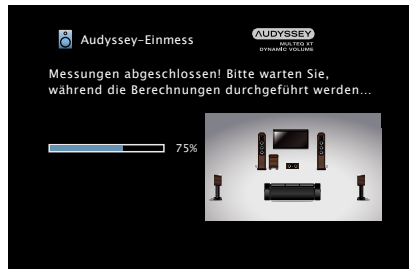 Audyssey-Einmess
AUDYSSEY
MULTEQ XT
DYNAMIC VOLUME
Messungen abgeschlossen! Bitte warten Sie,
während die Berechnungen durchgeführt werden...
75%